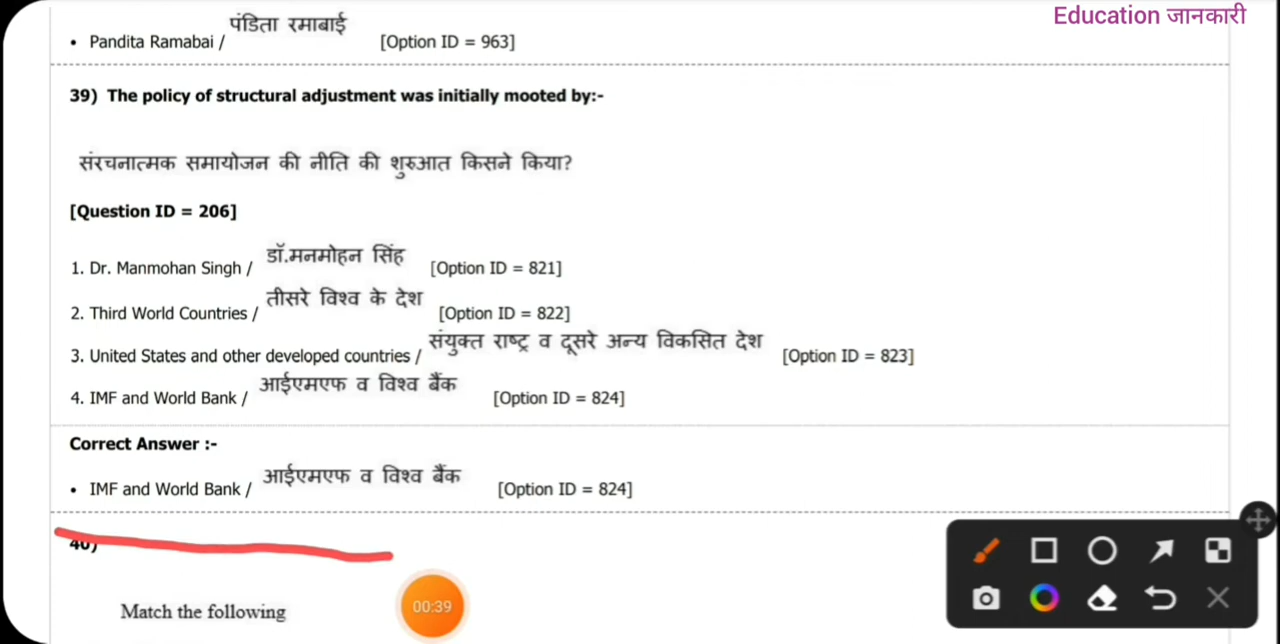 Education जानकारी
• Pandita Ramabai / पंडिता रमाबाई [Option ID = 963]
39) The policy of structural adjustment was initially mooted by:-
संरचनात्मक समायोजन की नीति की शुरुआत किसने किया?
[Question ID = 206]
1. Dr. Manmohan Singh / डॉ.मनमोहन सिंह [Option ID = 821]
2. Third World Countries / तीसरे विश्व के देश [Option ID = 822]
3. United States and other developed countries / संयुक्त राष्ट्र व दूसरे अन्य विकसित देश [Option ID = 823]
4. IMF and World Bank / आईएमएफ व विश्व बैंक [Option ID = 824]
Correct Answer :-
• IMF and World Bank / आईएमएफ व विश्व बैंक [Option ID = 824]
40)
Match the following
00:39